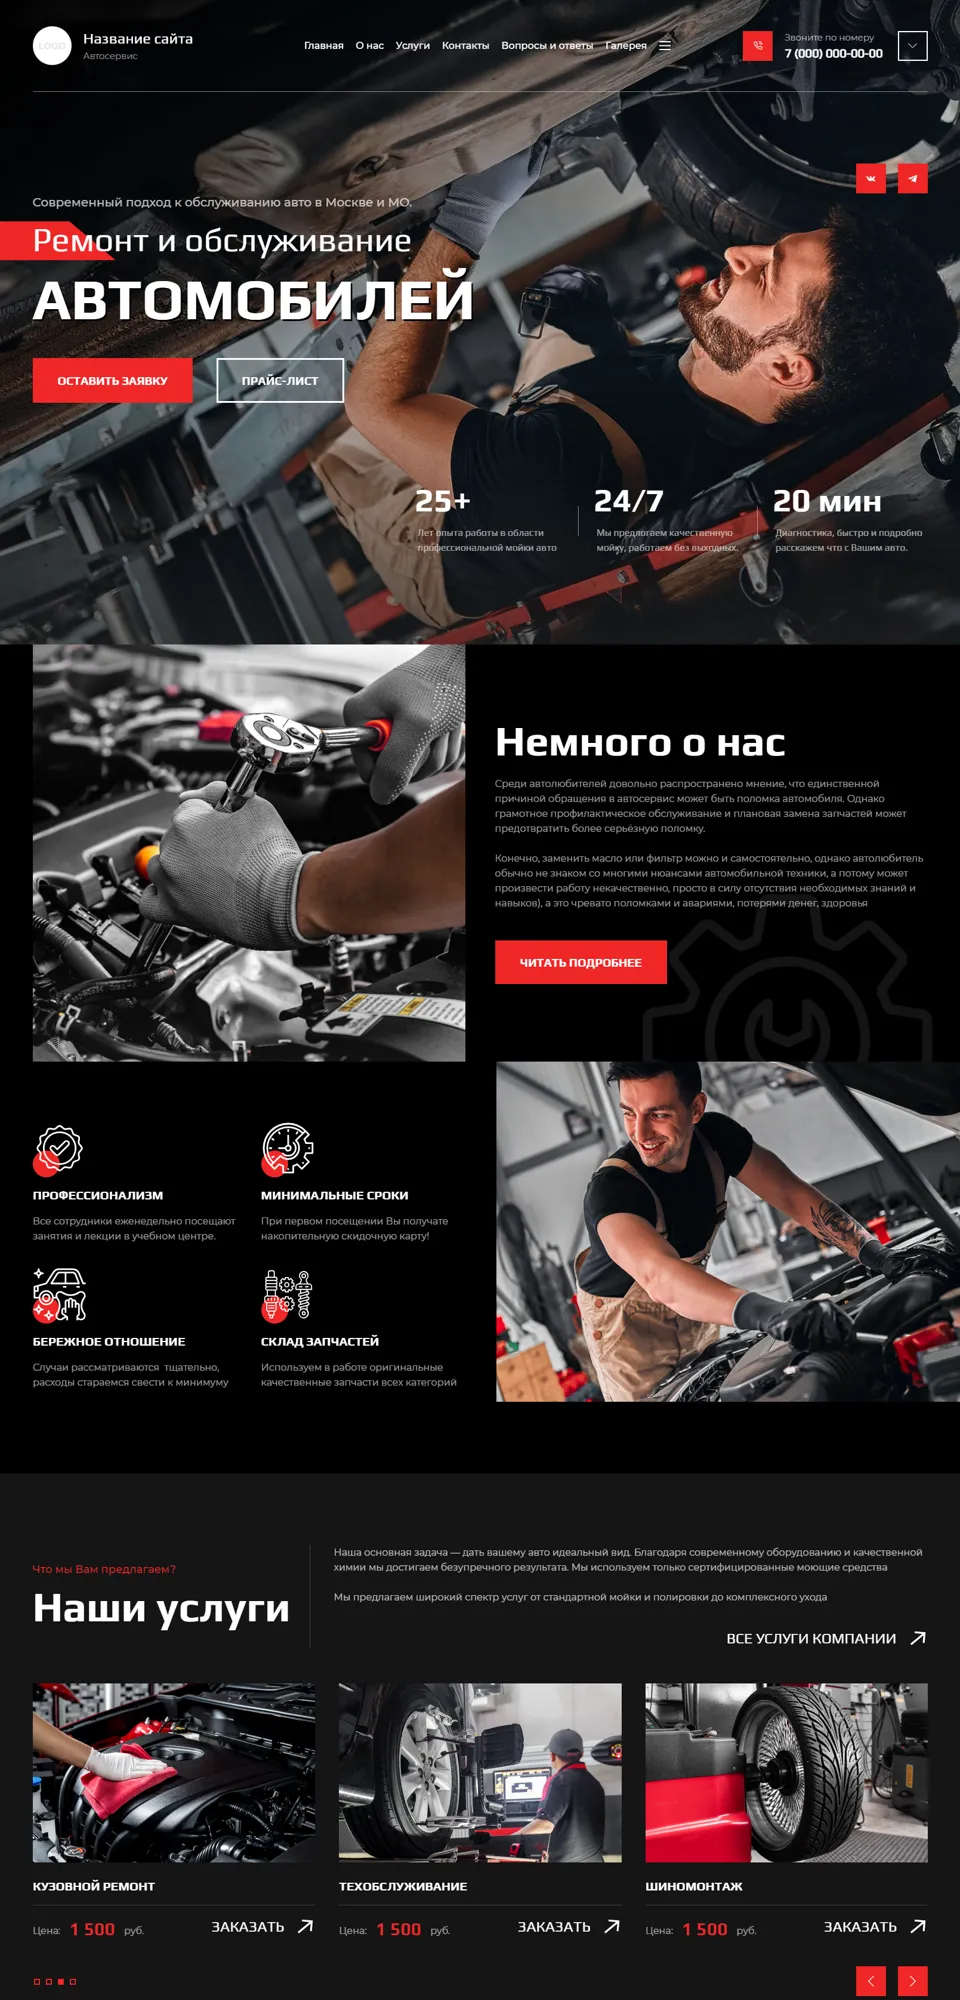 LOGO
Название сайта
Автосервис
Главная О нас Услуги Контакты Вопросы и ответы Галерея
Звоните по номеру
7 (000) 000-00-00
Современный подход к обслуживанию авто в Москве и МО.
Ремонт и обслуживание
АВТОМОБИЛЕЙ
ОСТАВИТЬ ЗАЯВКУ
ПРАЙС-ЛИСТ
25+
Лет опыта работы в области
профессиональной мойки авто
24/7
Мы предлагаем качественную
мойку, работаем без выходных.
20 мин
Диагностика, быстро и подробно
расскажем что с Вашим авто.
Немного о нас
Среди автолюбителей довольно распространено мнение, что единственной
причиной обращения в автосервис может быть поломка автомобиля. Однако
грамотное профилактическое обслуживание и плановая замена запчастей может
предотвратить более серьёзную поломку.
Конечно, заменить масло или фильтр можно и самостоятельно, однако автолюбитель
обычно не знаком со многими нюансами автомобильной техники, а потому может
произвести работу некачественно, просто в силу отсутствия необходимых знаний и
навыков), а это чревато поломками и авариями, потерями денег, здоровья
ЧИТАТЬ ПОДРОБНЕЕ
ПРОФЕССИОНАЛИЗМ
Все сотрудники еженедельно посещают
занятия и лекции в учебном центре.
МИНИМАЛЬНЫЕ СРОКИ
При первом посещении Вы получате
накопительную скидочную карту!
БЕРЕЖНОЕ ОТНОШЕНИЕ
Случаи рассматриваются тщательно,
расходы стараемся свести к минимуму
СКЛАД ЗАПЧАСТЕЙ
Используем в работе оригинальные
качественные запчасти всех категорий
Что мы Вам предлагаем?
Наши услуги
Наша основная задача — дать вашему авто идеальный вид. Благодаря современному оборудованию и качественной
химии мы достигаем безупречного результата. Мы используем только сертифицированные моющие средства
Мы предлагаем широкий спектр услуг от стандартной мойки и полировки до комплексного ухода
ВСЕ УСЛУГИ КОМПАНИИ
КУЗОВНОЙ РЕМОНТ
Цена: 1 500 руб.
ЗАКАЗАТЬ
ТЕХОБСЛУЖИВАНИЕ
Цена: 1 500 руб.
ЗАКАЗАТЬ
ШИНОМОНТАЖ
Цена: 1 500 руб.
ЗАКАЗАТЬ